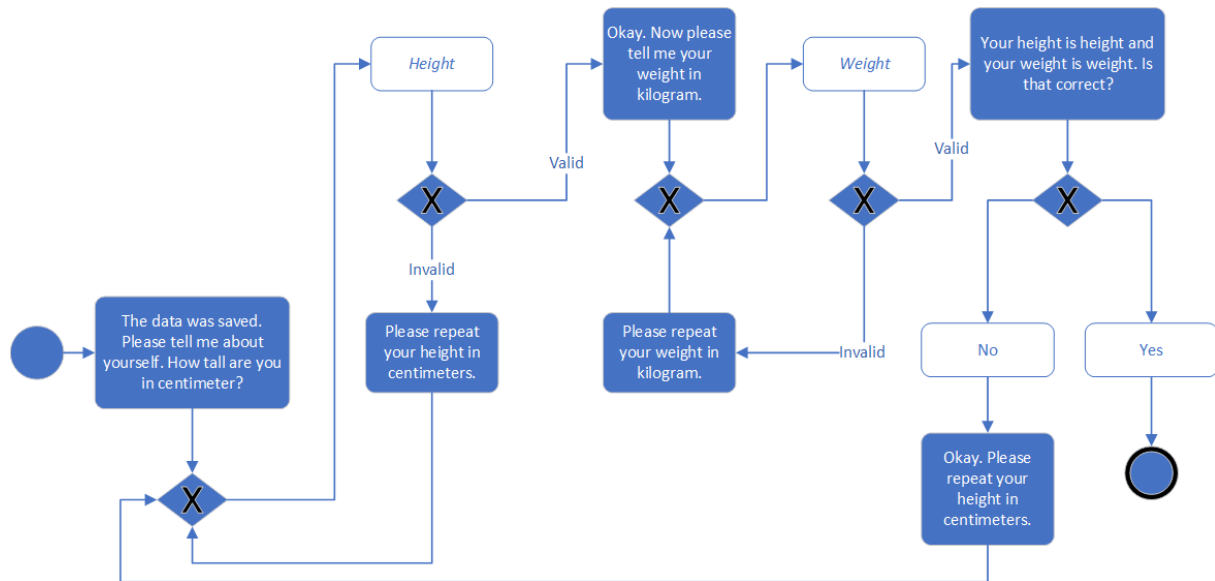 Height
Okay. Now please
tell me your
weight in
kilogram.
Weight
Your height is height and
your weight is weight. Is
that correct?
Valid
Valid
X
X
X
X
Invalid
The data was saved.
Please tell me about
yourself. How tall are you
in centimeter?
Please repeat
your height in
centimeters.
Please repeat
your weight in
kilogram.
Invalid
No
Yes
Okay. Please
repeat your
height in
centimeters.
X